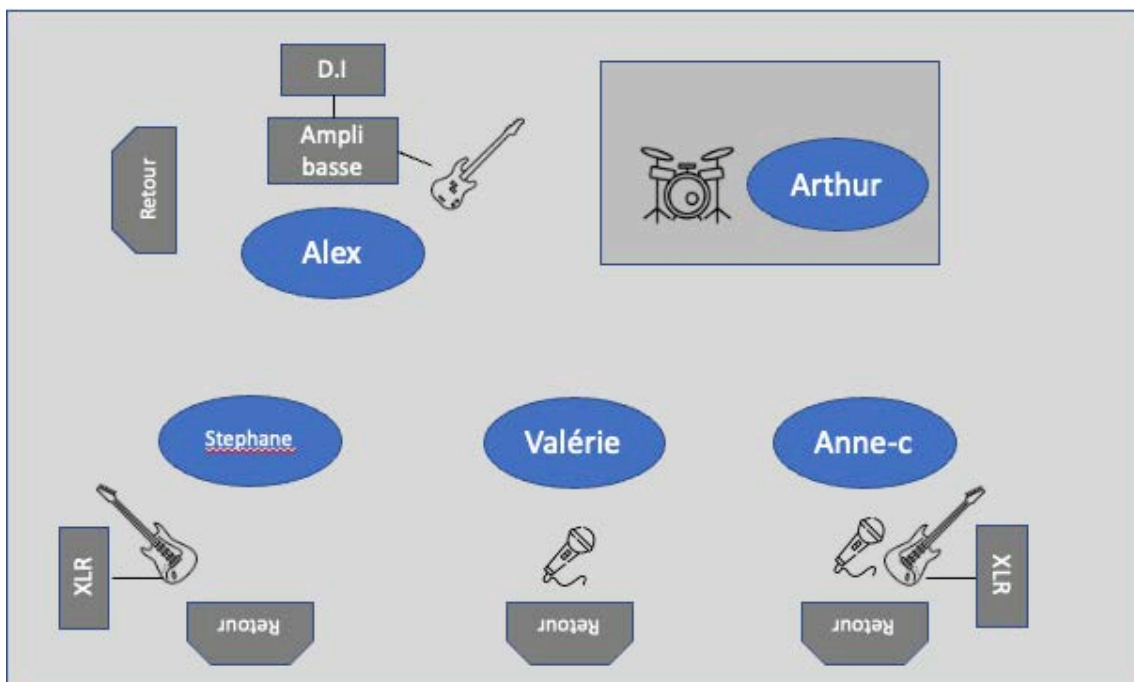 D.I
Ampli
basse
Retour
Alex
Arthur
Stephane
Valérie
Anne-c
XLR
XLR
Retour
Retour
Retour